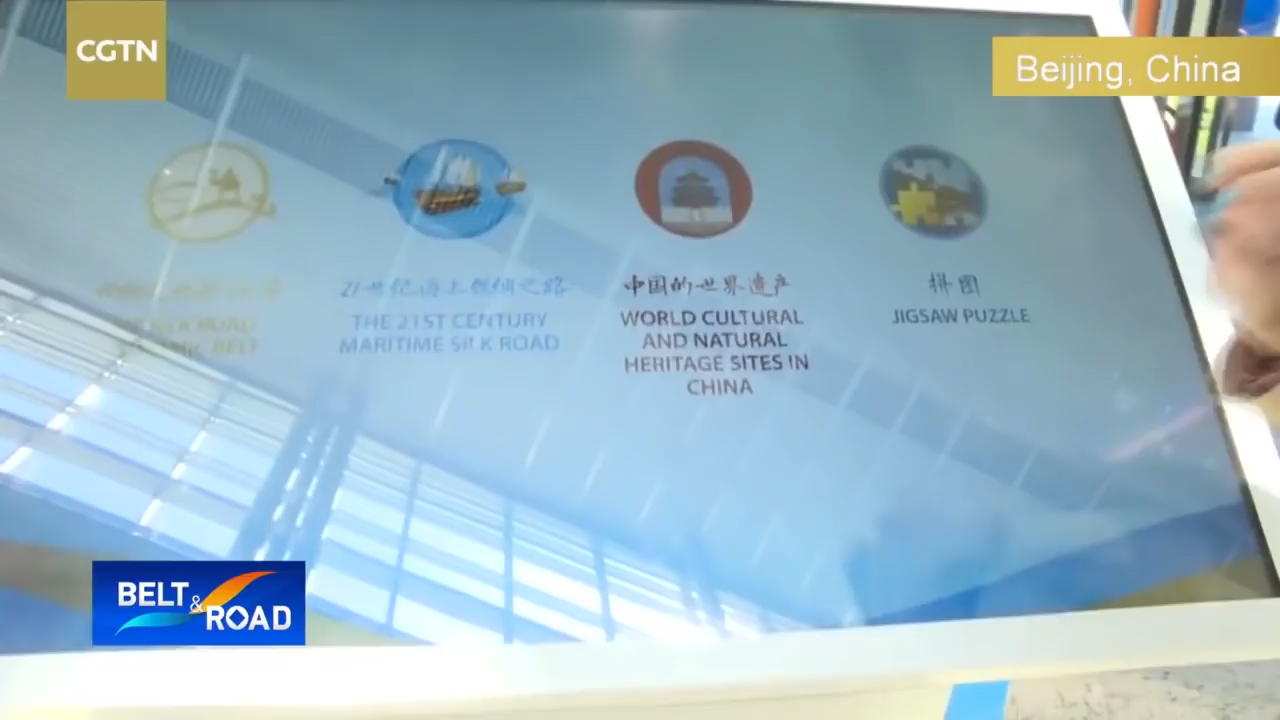 CGTN
Beijing, China
21世纪海上丝绸之路
THE 21ST CENTURY
MARITIME SILK ROAD
中国的世界遗产
WORLD CULTURAL
AND NATURAL
HERITAGE SITES IN
CHINA
拼图
JIGSAW PUZZLE
ROAD
BELT
BELT & ROAD